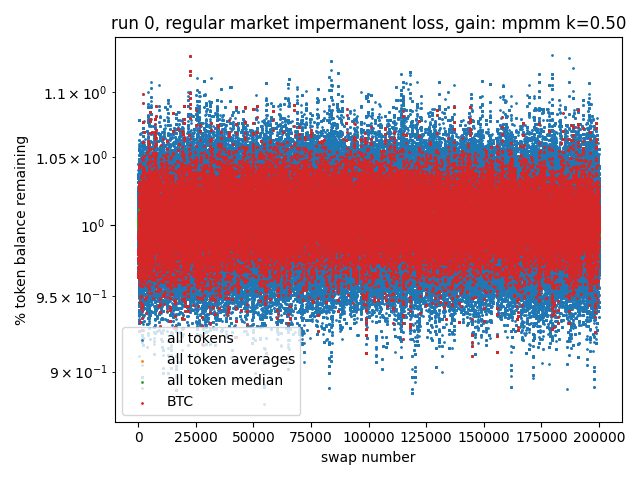 run 0, regular market impermanent loss, gain: mpmm k=0.50
% token balance remaining
1.1 × 10⁰
1.05 × 10⁰
10⁰
9.5 × 10⁻¹
9 × 10⁻¹
all tokens
all token averages
all token median
BTC
0 25000 50000 75000 100000 125000 150000 175000 200000
swap number